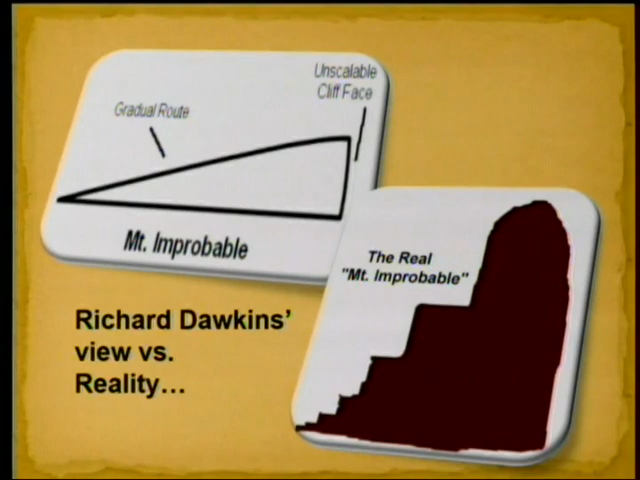 Unscalable
Cliff Face
Gradual Route
Mt. Improbable
The Real
"Mt. Improbable"
Richard Dawkins'
view vs.
Reality...